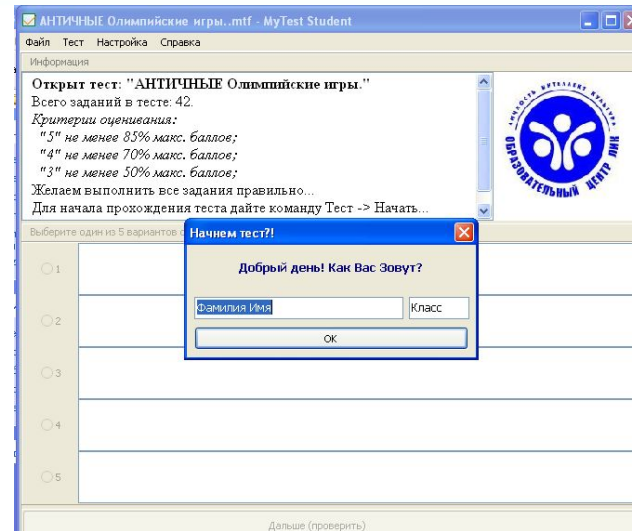 АНТИЧНЫЕ Олимпийские игры..mtf - MyTest Student
Файл Тест Настройка Справка
Информация
Открыт тест: "АНТИЧНЫЕ Олимпийские игры."
Всего заданий в тесте: 42.
Критерии оценивания:
"5" не менее 85% макс. баллов;
"4" не менее 70% макс. баллов;
"3" не менее 50% макс. баллов;
Желаем выполнить все задания правильно...
Для начала прохождения теста дайте команду Тест -> Начать...
ЛИЧНОСТЬ ИНТЕЛЛЕКТ КУЛЬТУРА
ОБРАЗОВАТЕЛЬНЫЙ ЦЕНТР ЛИК
Выберите один из 5 вариантов
Начнем тест?!
Добрый день! Как Вас Зовут?
Фамилия Имя
Класс
OK
1
2
3
4
5
Дальше (проверить)